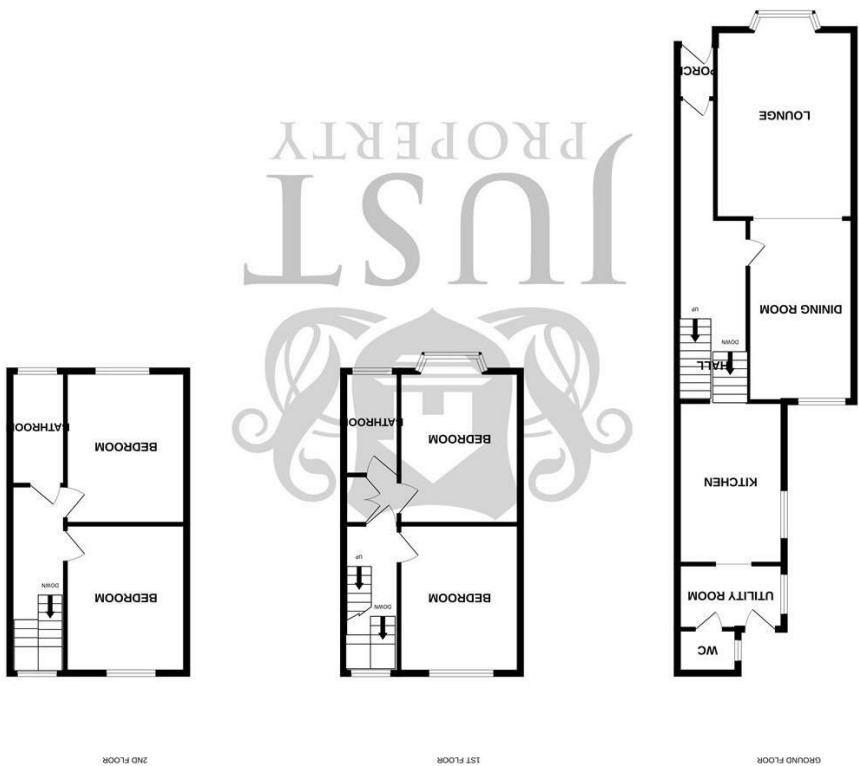 GROUND FLOOR
WC
UTILITY ROOM
KITCHEN
HALL
DOWN
UP
DINING ROOM
LOUNGE
PORCH
1ST FLOOR
BEDROOM
DOWN
UP
BEDROOM
BATHROOM
2ND FLOOR
BEDROOM
DOWN
BEDROOM
BATHROOM
JUST
PROPERTY